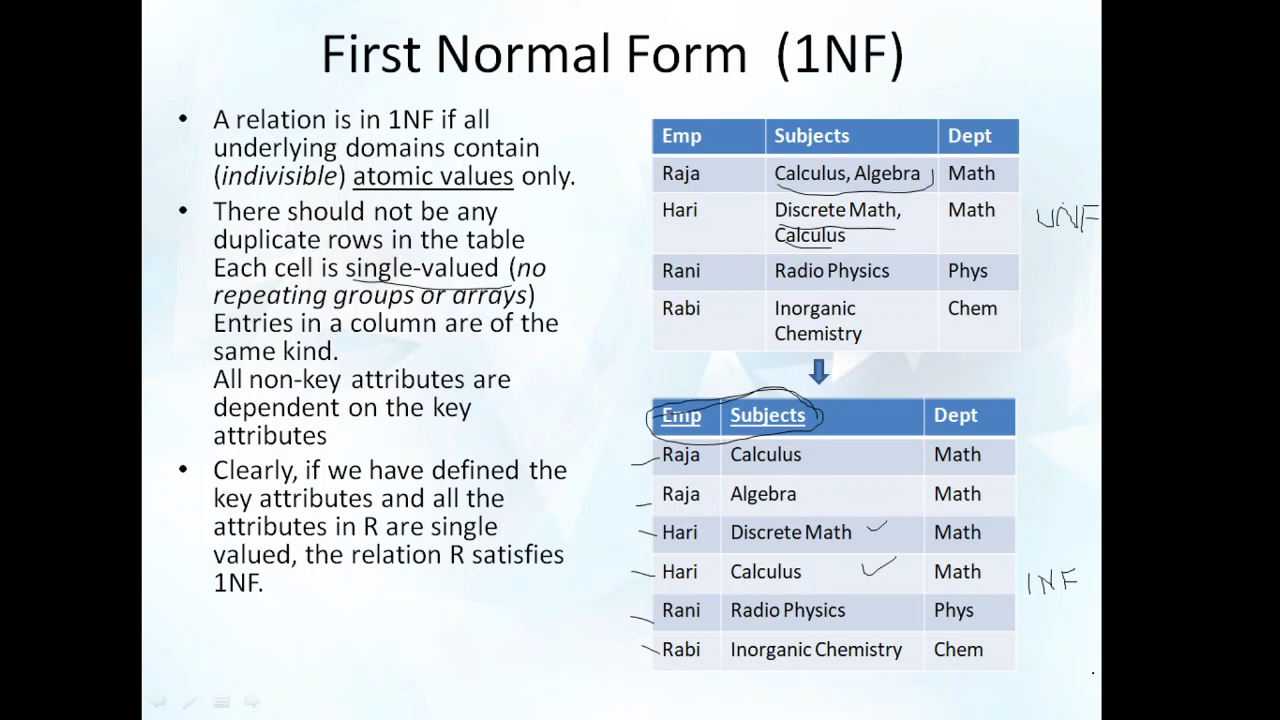 First Normal Form (1NF)
• A relation is in 1NF if all
underlying domains contain
(indivisible) atomic values only.
• There should not be any
duplicate rows in the table
Each cell is single-valued (no
repeating groups or arrays)
Entries in a column are of the
same kind.
All non-key attributes are
dependent on the key
attributes
• Clearly, if we have defined the
key attributes and all the
attributes in R are single
valued, the relation R satisfies
1NF.
Emp Subjects Dept
Raja Calculus, Algebra Math
Hari Discrete Math, Math
Calculus
UNF
Rani Radio Physics Phys
Rabi Inorganic Chem
Chemistry
Emp Subjects Dept
Raja Calculus Math
Raja Algebra Math
Hari Discrete Math Math
Hari Calculus Math
1NF
Rani Radio Physics Phys
Rabi Inorganic Chemistry Chem